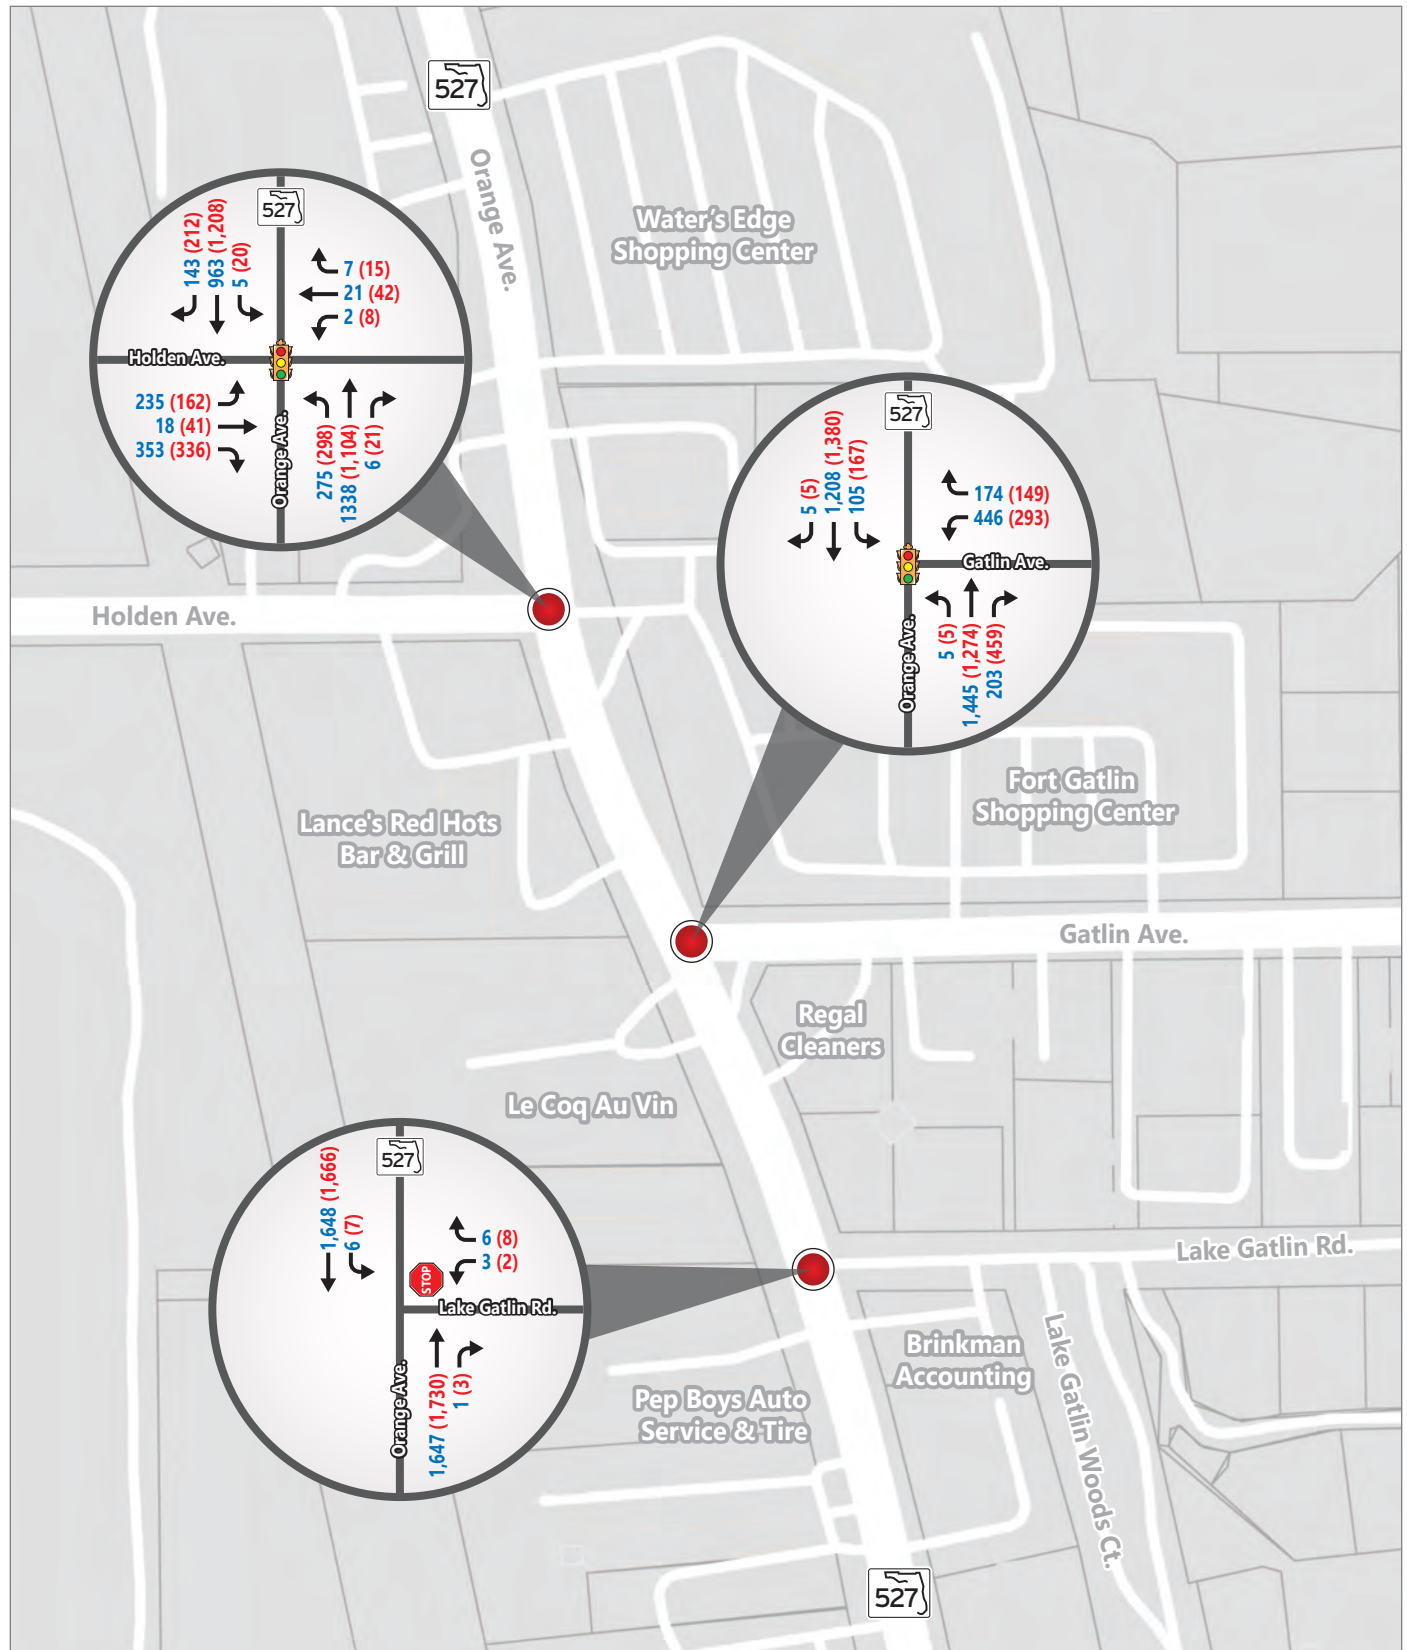 527
Orange Ave.
Water's Edge
Shopping Center
527
143 (212)
963 (1,208)
5 (20)
7 (15)
21 (42)
2 (8)
Holden Ave.
235 (162)
18 (41)
353 (336)
Orange Ave.
275 (298)
1338 (1,104)
6 (21)
527
5 (5)
1,208 (1,380)
105 (167)
174 (149)
446 (293)
Gatlin Ave.
Orange Ave.
5 (5)
1,445 (1,274)
203 (459)
Holden Ave.
Fort Gatlin
Shopping Center
Lance's Red Hots
Bar & Grill
Gatlin Ave.
Regal
Cleaners
Le Coq Au Vin
527
1,648 (1,666)
6 (7)
6 (8)
3 (2)
STOP
Lake Gatlin Rd.
Orange Ave.
1,647 (1,730)
1 (3)
Lake Gatlin Rd.
Brinkman
Accounting
Lake Gatlin Woods Ct.
Pep Boys Auto
Service & Tire
527